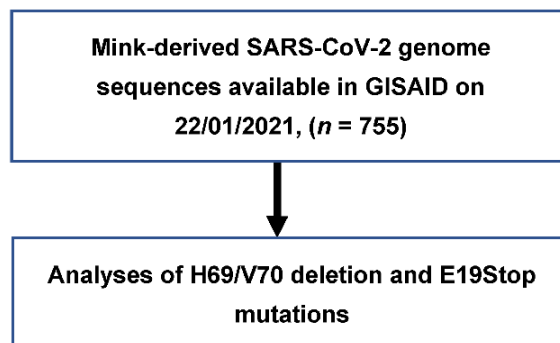 Mink-derived SARS-CoV-2 genome
sequences available in GISAID on
22/01/2021, (n = 755)
Analyses of H69/V70 deletion and E19Stop
mutations